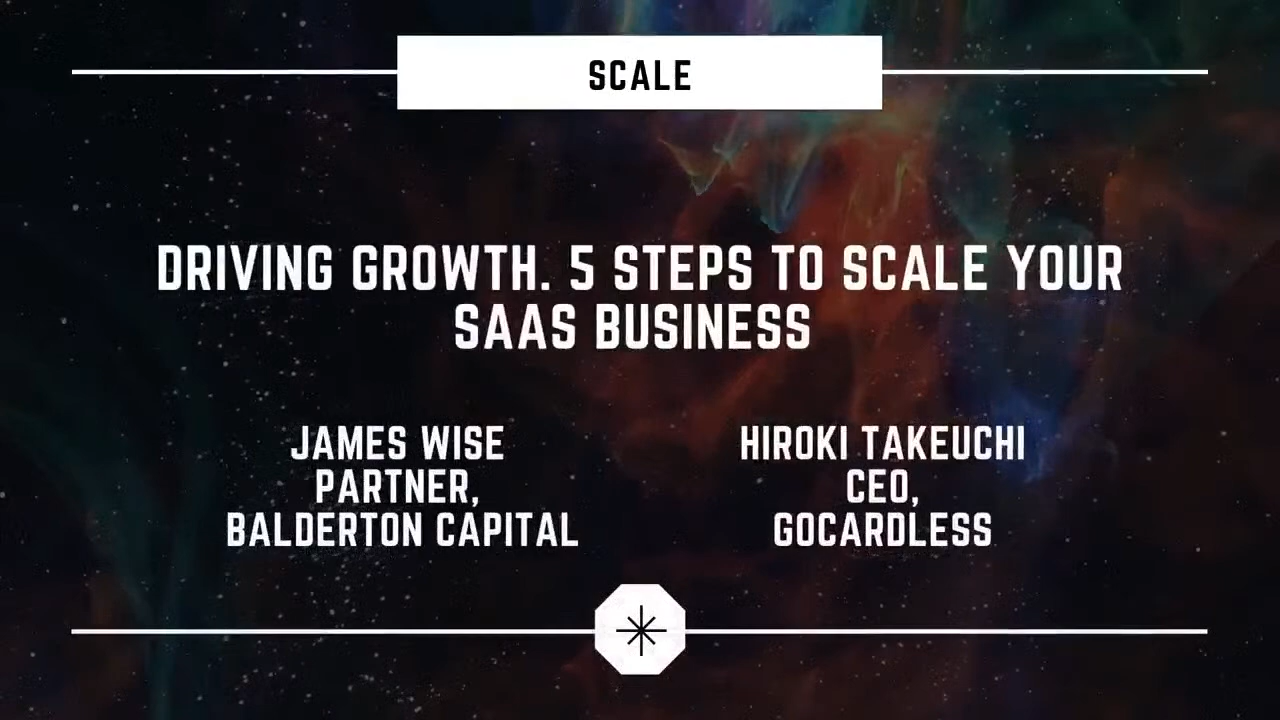 SCALE
DRIVING GROWTH. 5 STEPS TO SCALE YOUR
SAAS BUSINESS
JAMES WISE
PARTNER,
BALDERTON CAPITAL
HIROKI TAKEUCHI
CEO,
GOCARDLESS